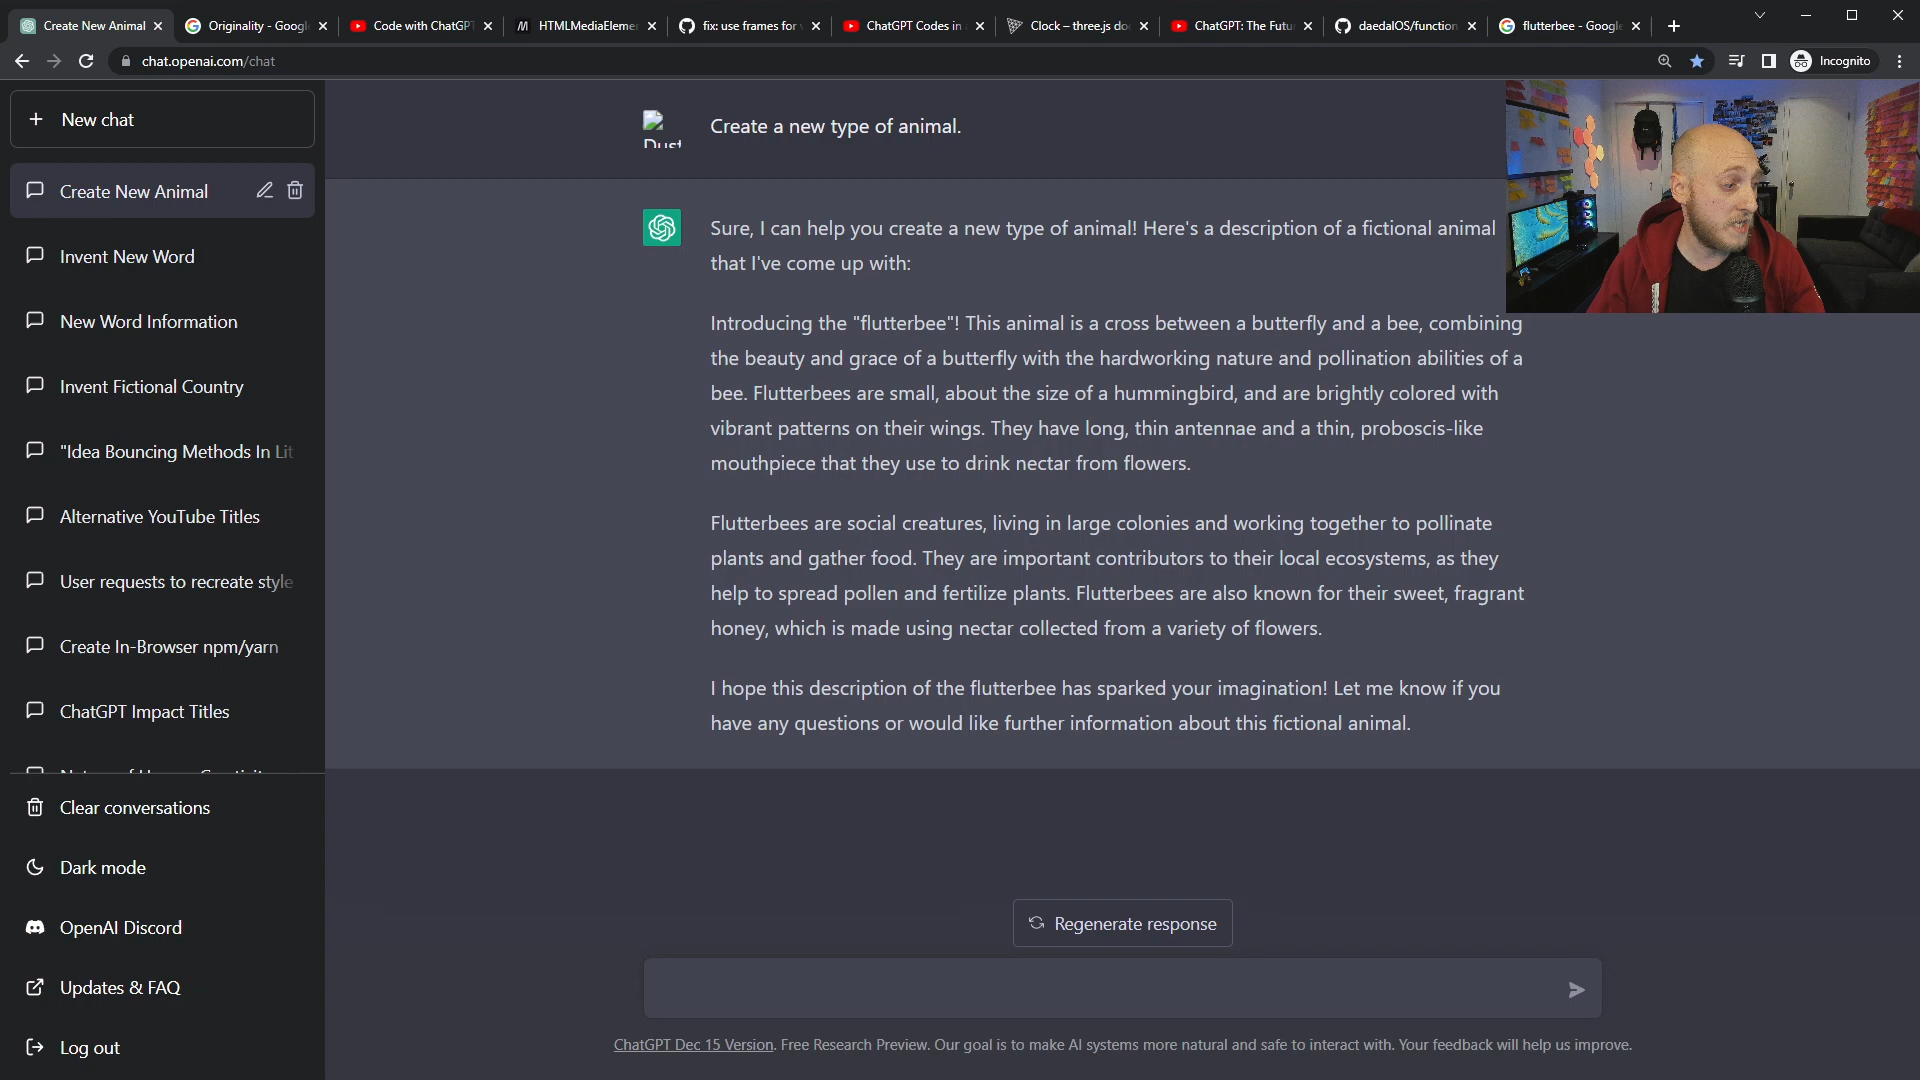 Create New Animal
Originality - Googl
Code with ChatGPT
HTMLMediaEleme
fix: use frames for
ChatGPT Codes in
Clock – three.js do
ChatGPT: The Futu
daedalOS/function
flutterbee - Google
chat.openai.com/chat
Incognito
New chat
Create New Animal
Invent New Word
New Word Information
Invent Fictional Country
"Idea Bouncing Methods In Lit
Alternative YouTube Titles
User requests to recreate style
Create In-Browser npm/yarn
ChatGPT Impact Titles
Clear conversations
Dark mode
OpenAI Discord
Updates & FAQ
Log out
Dust
Create a new type of animal.
Sure, I can help you create a new type of animal! Here's a description of a fictional animal
that I've come up with:
Introducing the "flutterbee"! This animal is a cross between a butterfly and a bee, combining
the beauty and grace of a butterfly with the hardworking nature and pollination abilities of a
bee. Flutterbees are small, about the size of a hummingbird, and are brightly colored with
vibrant patterns on their wings. They have long, thin antennae and a thin, proboscis-like
mouthpiece that they use to drink nectar from flowers.
Flutterbees are social creatures, living in large colonies and working together to pollinate
plants and gather food. They are important contributors to their local ecosystems, as they
help to spread pollen and fertilize plants. Flutterbees are also known for their sweet, fragrant
honey, which is made using nectar collected from a variety of flowers.
I hope this description of the flutterbee has sparked your imagination! Let me know if you
have any questions or would like further information about this fictional animal.
Regenerate response
ChatGPT Dec 15 Version. Free Research Preview. Our goal is to make AI systems more natural and safe to interact with. Your feedback will help us improve.